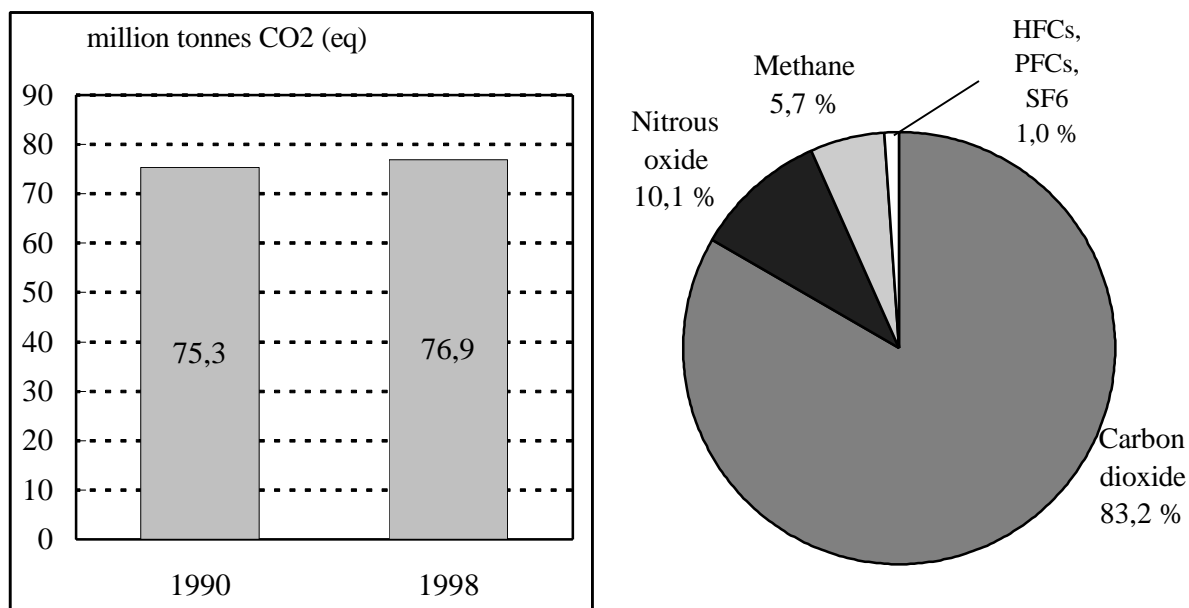 million tonnes CO2 (eq)
90
80
70
60
50
40
30
20
10
0
75,3
76,9
1990
1998
HFCs,
PFCs,
SF6
1,0 %
Methane
5,7 %
Nitrous
oxide
10,1 %
Carbon
dioxide
83,2 %